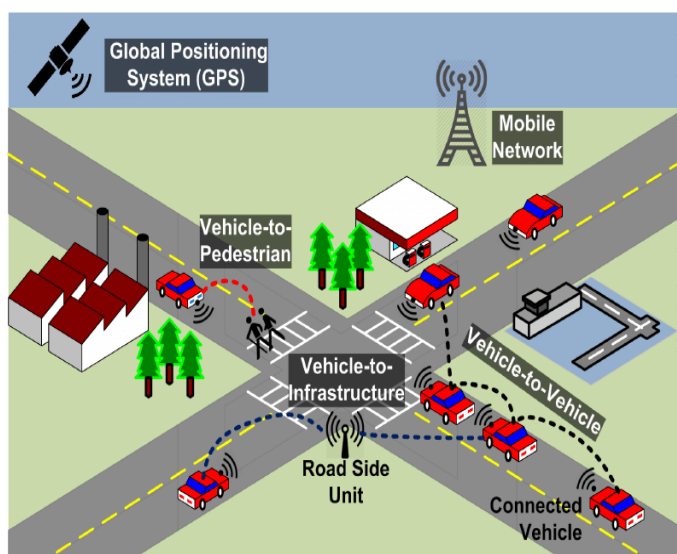 Global Positioning
System (GPS)
Mobile
Network
Vehicle-to-
Pedestrian
Vehicle-to-
Infrastructure
Vehicle-to-Vehicle
Road Side
Unit
Connected
Vehicle